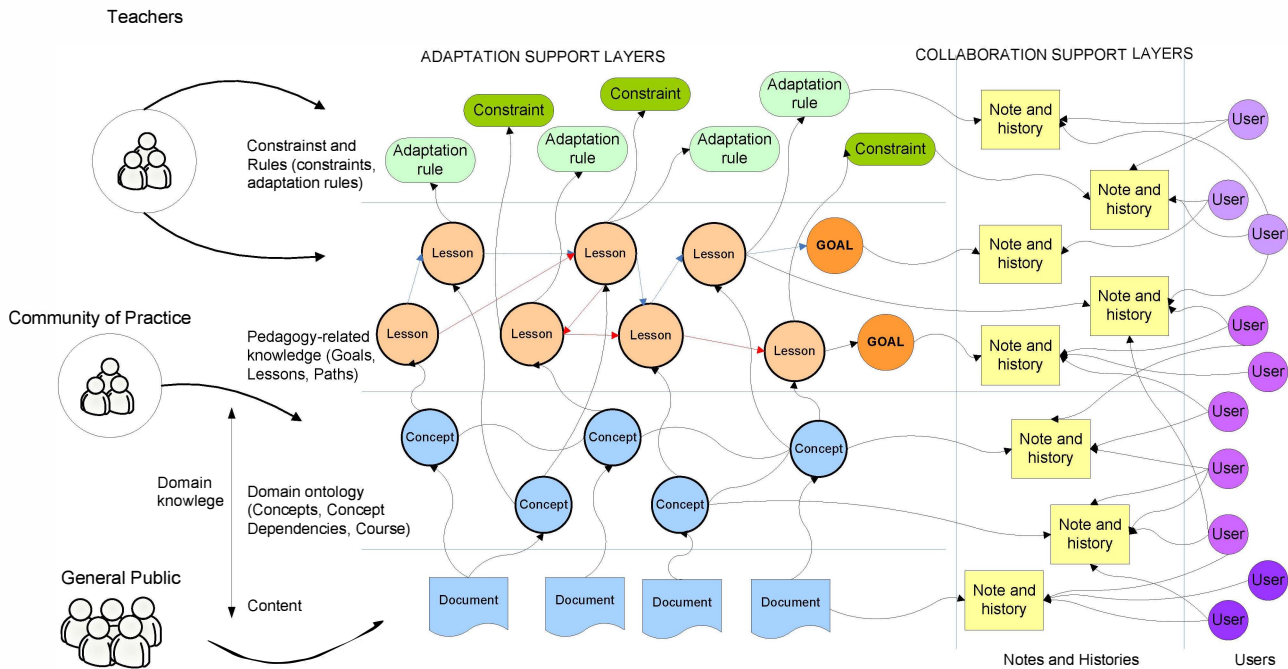 Teachers
ADAPTATION SUPPORT LAYERS
COLLABORATION SUPPORT LAYERS
Constrainst and
Rules (constraints,
adaptation rules)
Adaptation
rule
Constraint
Adaptation
rule
Constraint
Adaptation
rule
Adaptation
rule
Constraint
Note and
history
User
Note and
history
User
Note and
history
User
Lesson
Lesson
Lesson
GOAL
Community of Practice
Pedagogy-related
knowledge (Goals,
Lessons, Paths)
Lesson
Lesson
Lesson
Lesson
GOAL
Note and
history
Note and
history
User
User
User
Concept
Concept
Concept
Note and
history
User
Domain
knowlege
Domain ontology
(Concepts, Concept
Dependencies, Course)
Concept
Concept
Note and
history
User
General Public
Content
Document
Document
Document
Document
Note and
history
User
User
Notes and Histories
Users